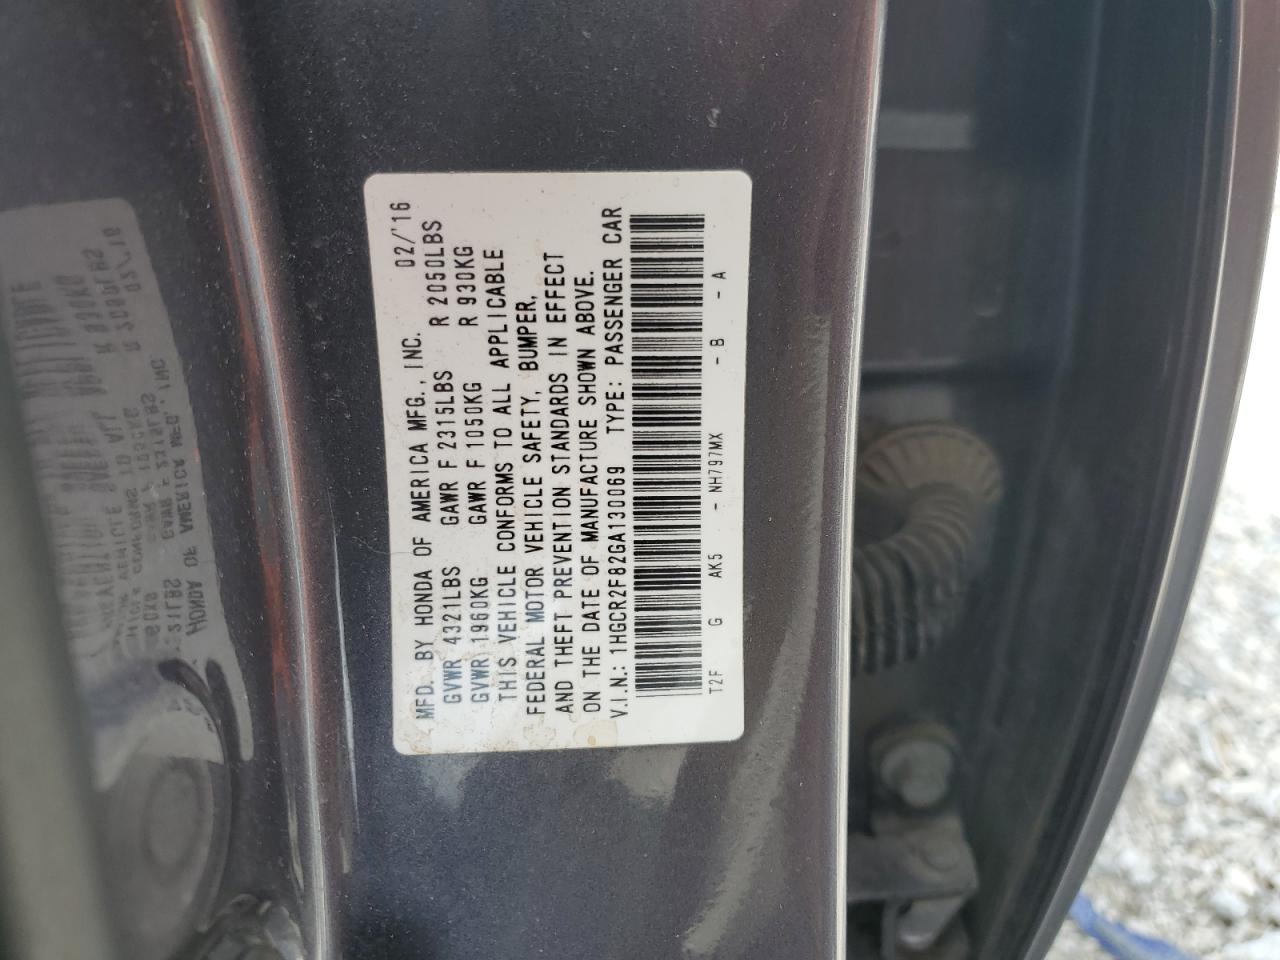 MFD. BY HONDA OF AMERICA MFG., INC. 02/'16
GVWR 4321LBS GAWR F 2315LBS R 2050LBS
GVWR 1960KG GAWR F 1050KG R 930KG
THIS VEHICLE CONFORMS TO ALL APPLICABLE
FEDERAL MOTOR VEHICLE SAFETY, BUMPER,
AND THEFT PREVENTION STANDARDS IN EFFECT
ON THE DATE OF MANUFACTURE SHOWN ABOVE.
V.I.N.: 1HGCR2F82GA130069 TYPE: PASSENGER CAR
T2F G AK5 - NH797MX - B - A